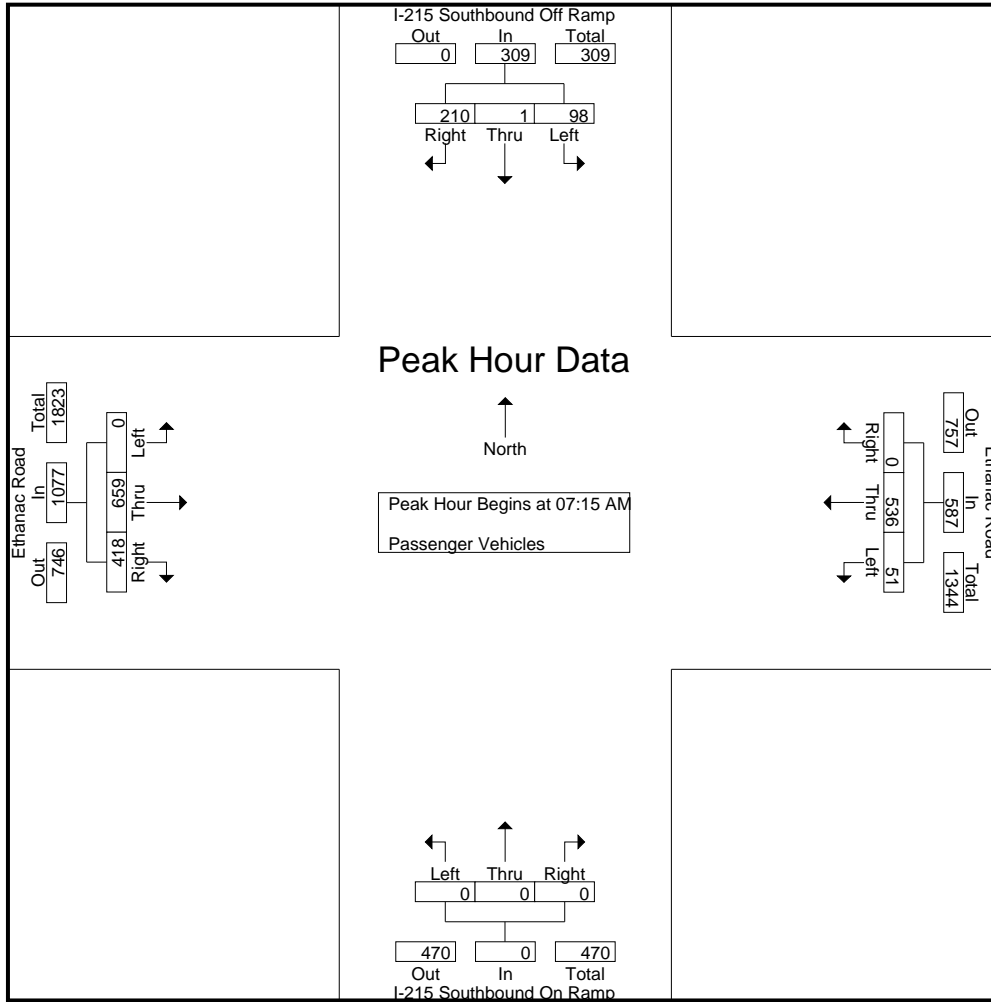 I-215 Southbound Off Ramp
Out In Total
0 309 309
210 1 98
Right Thru Left
Peak Hour Data
North
Peak Hour Begins at 07:15 AM
Passenger Vehicles
Ethanac Road
Out In Total
746 1077 1823
418 659 0
Right Thru Left
Ethanac Road
Out In Total
757 587 1344
0 536 51
Right Thru Left
Left Thru Right
0 0 0
470 0 470
Out In Total
I-215 Southbound On Ramp